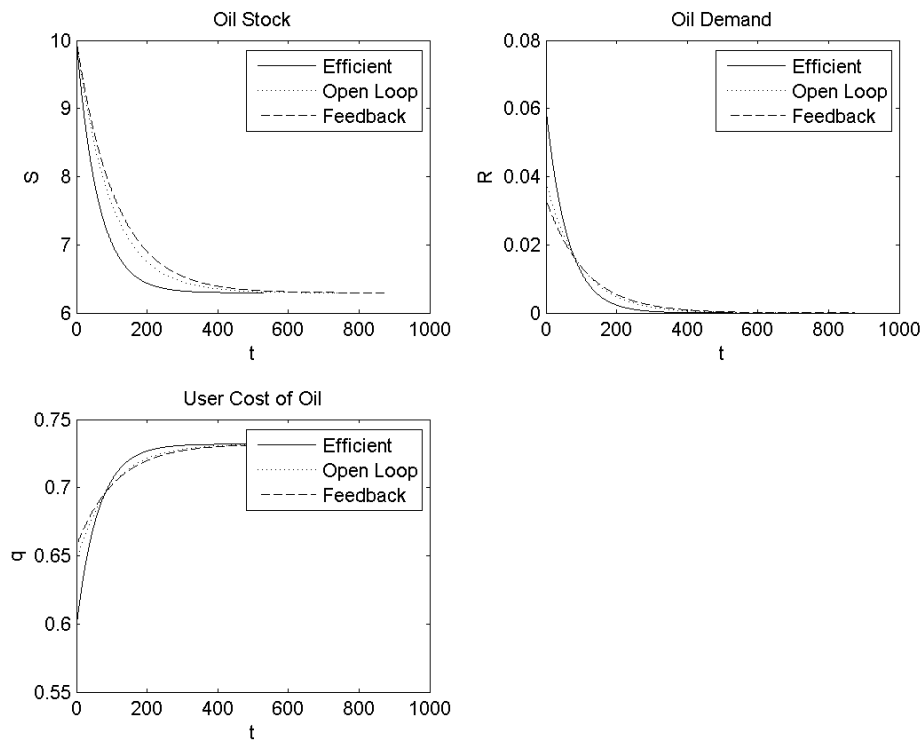 Oil Stock
10
9
8
7
6
S
0 200 400 600 800 1000
t
Efficient
Open Loop
Feedback
Oil Demand
0.08
0.06
0.04
0.02
0
R
0 200 400 600 800 1000
t
Efficient
Open Loop
Feedback
User Cost of Oil
0.75
0.7
0.65
0.6
0.55
q
0 200 400 600 800 1000
t
Efficient
Open Loop
Feedback